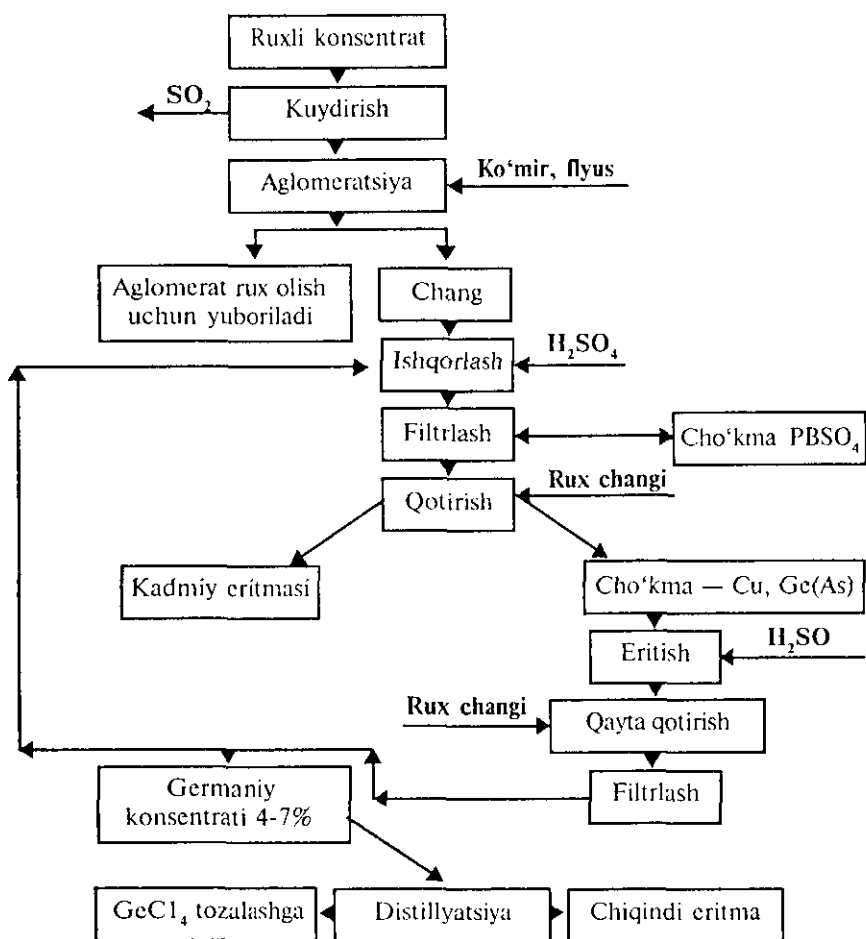 Ruxli konsentrat
SO₂
Kuydirish
Aglomeratsiya
Ko‘mir, flyus
Aglomerat rux olish
uchun yuboriladi
Chang
Ishqorlash
H₂SO₄
Filtrlash
Cho‘kma PBSO₄
Qotirish
Rux changi
Kadmiy eritmasi
Cho‘kma — Cu, Ge(As)
Eritish
H₂SO
Rux changi
Qayta qotirish
Filtrlash
Germaniy
konsentrati 4-7%
GeC1₄ tozalashga
Distillyatsiya
Chiqindi eritma